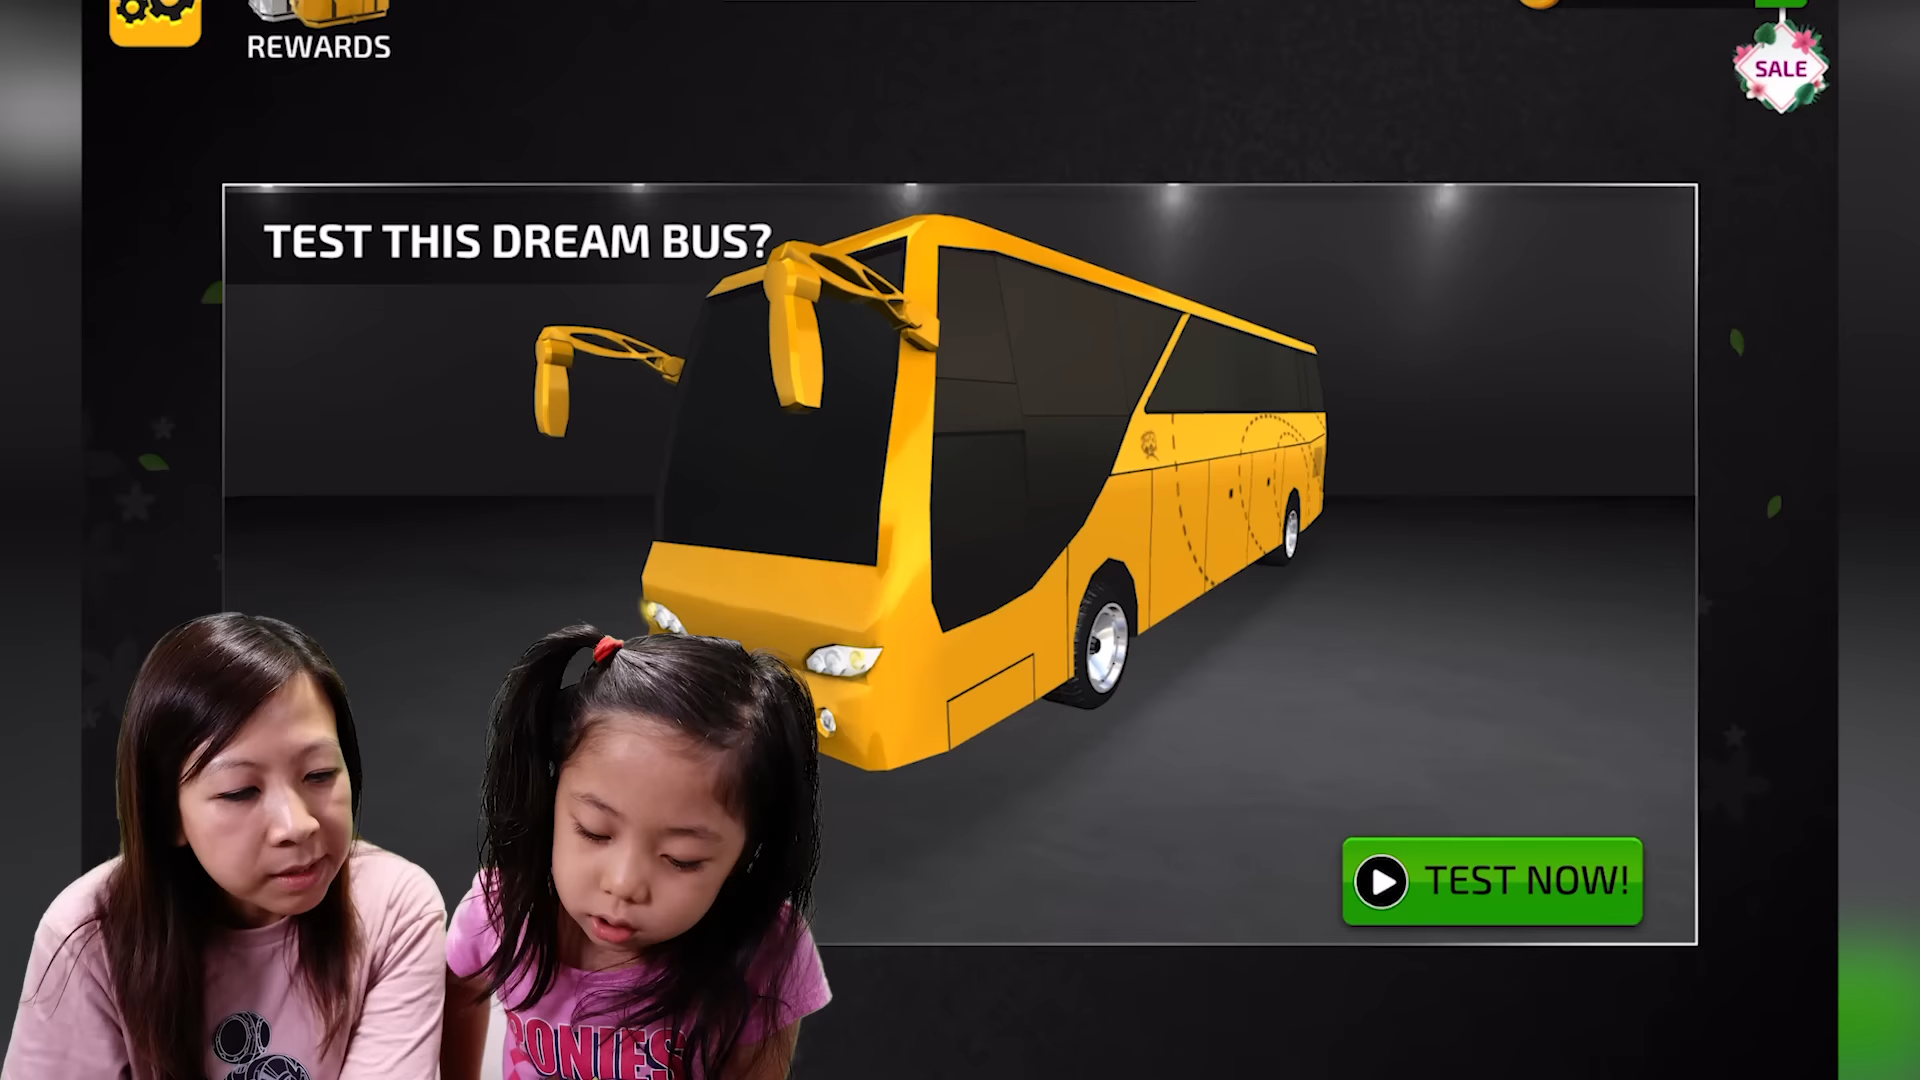 REWARDS
SALE
TEST THIS DREAM BUS?
TEST NOW!